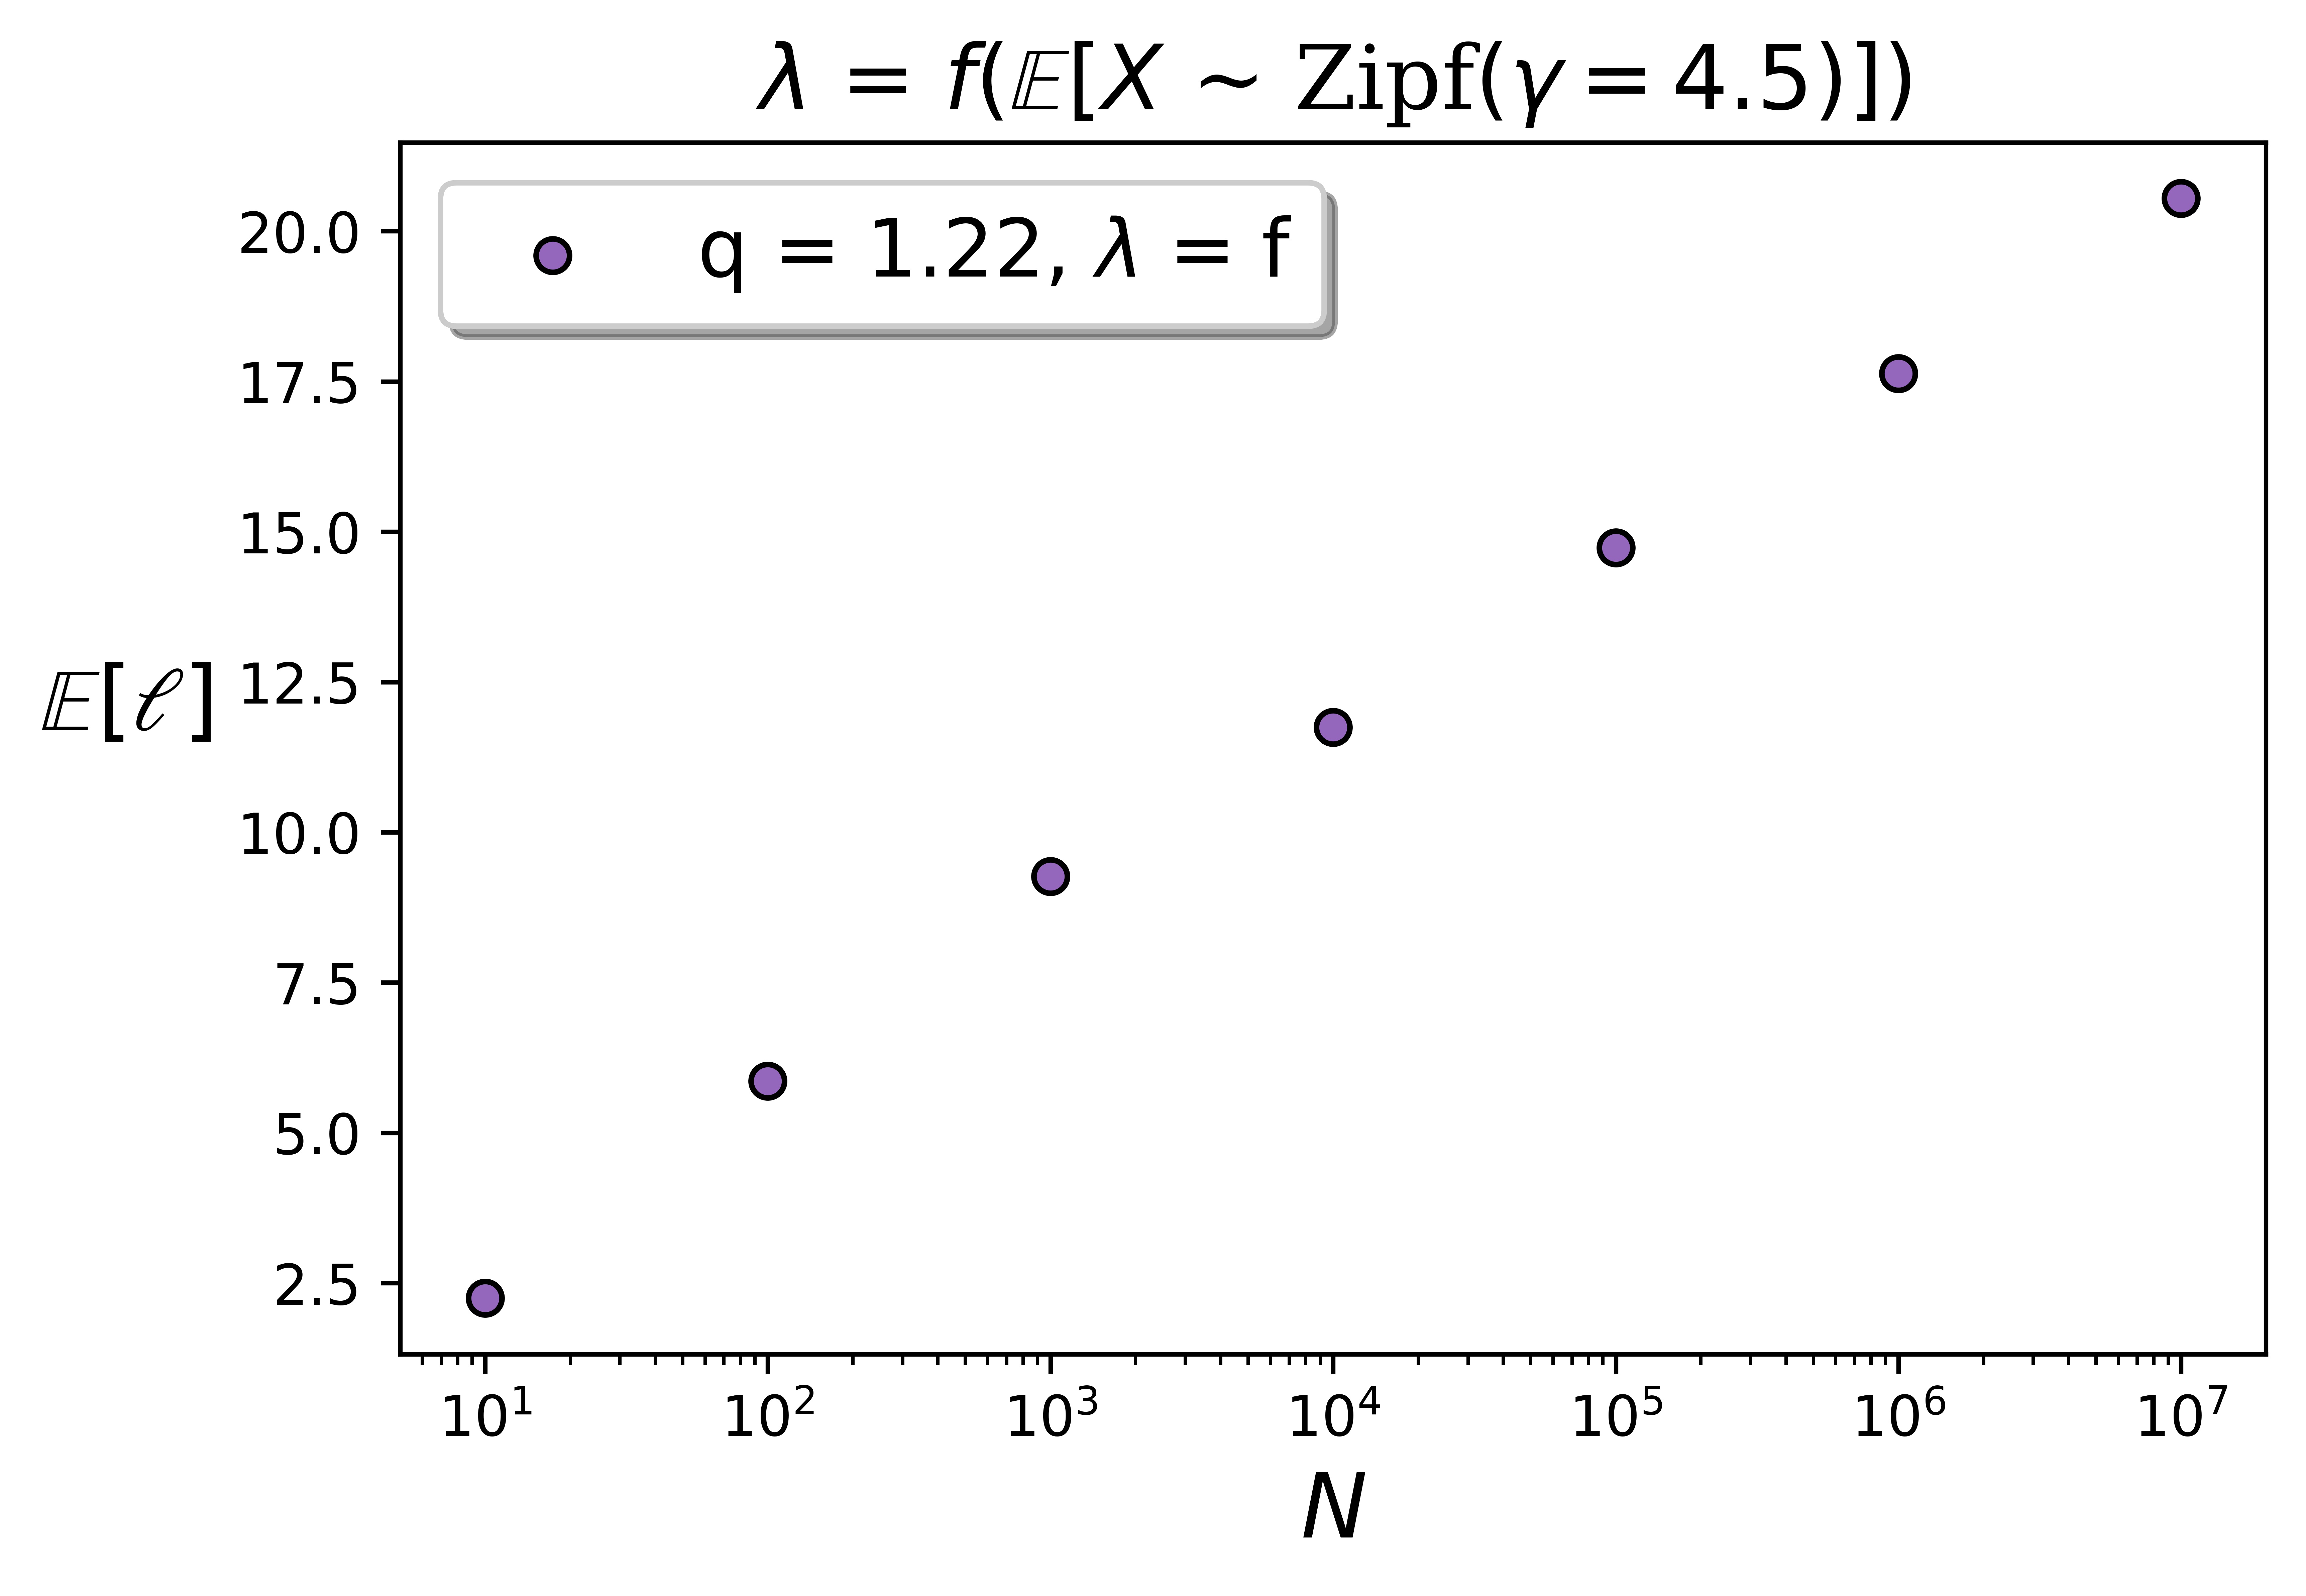 λ = f(𝔼[X ~ Zipf(γ = 4.5)])
q = 1.22, λ = f
20.0
17.5
15.0
12.5
10.0
7.5
5.0
2.5
𝔼[ℓ]
10¹ 10² 10³ 10⁴ 10⁵ 10⁶ 10⁷
N